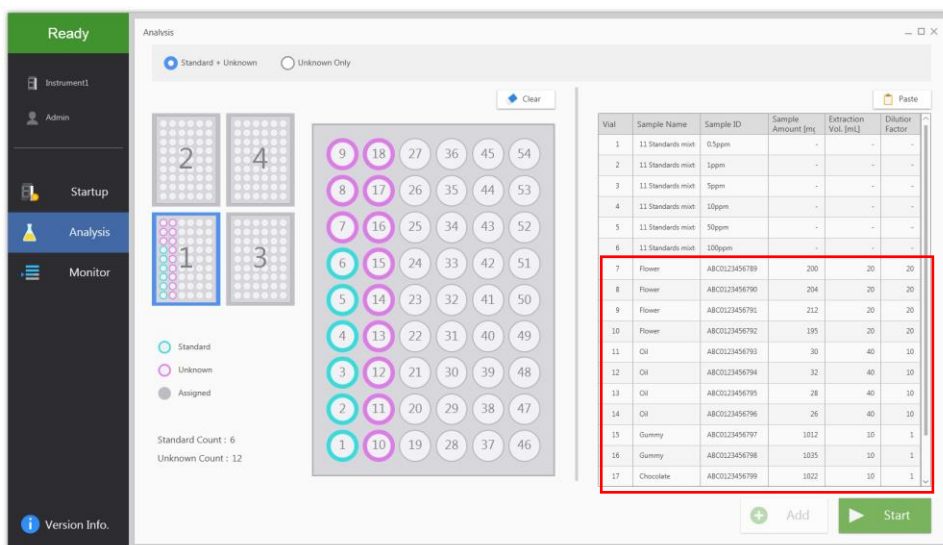 Ready
Instrument1
Admin
Startup
Analysis
Monitor
Version Info.
Analysis
Standard + Unknown
Unknown Only
Clear
2
4
1
3
Standard
Unknown
Assigned
Standard Count : 6
Unknown Count : 12
9 18 27 36 45 54
8 17 26 35 44 53
7 16 25 34 43 52
6 15 24 33 42 51
5 14 23 32 41 50
4 13 22 31 40 49
3 12 21 30 39 48
2 11 20 29 38 47
1 10 19 28 37 46
Paste
Vial Sample Name Sample ID Sample Amount [mg Extraction Vol. [mL] Dilution Factor
1 11 Standards mixt 0.5ppm - - -
2 11 Standards mixt 1ppm - - -
3 11 Standards mixt 5ppm - - -
4 11 Standards mixt 10ppm - - -
5 11 Standards mixt 50ppm - - -
6 11 Standards mixt 100ppm - - -
7 Flower ABC0123456789 200 20 20
8 Flower ABC0123456790 204 20 20
9 Flower ABC0123456791 212 20 20
10 Flower ABC0123456792 195 20 20
11 Oil ABC0123456793 30 40 10
12 Oil ABC0123456794 32 40 10
13 Oil ABC0123456795 28 40 10
14 Oil ABC0123456796 26 40 10
15 Gummy ABC0123456797 1012 10 1
16 Gummy ABC0123456798 1035 10 1
17 Chocolate ABC0123456799 1022 10 1
Add
Start